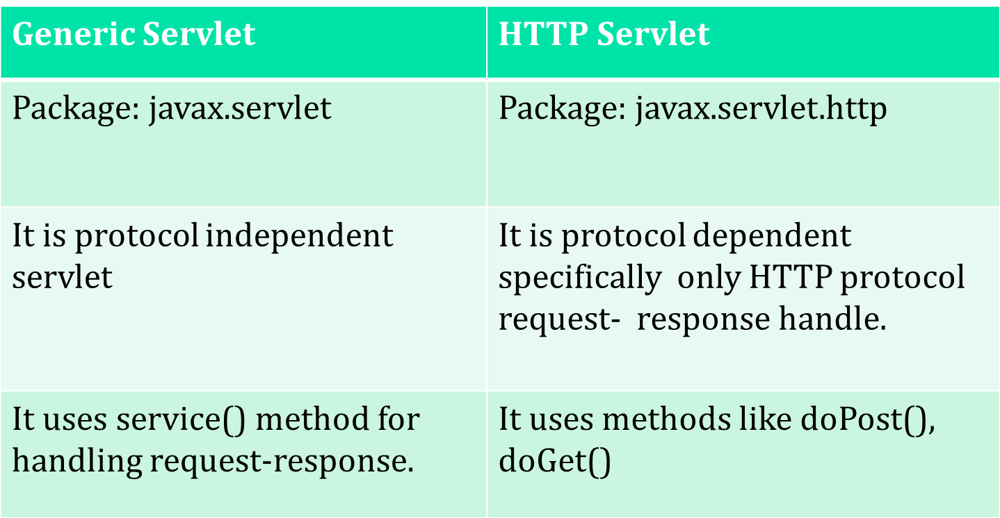 Generic Servlet
HTTP Servlet
Package: javax.servlet
Package: javax.servlet.http
It is protocol independent
servlet
It is protocol dependent
specifically  only HTTP protocol
request-  response handle.
It uses service() method for
handling request-response.
It uses methods like doPost(),
doGet()